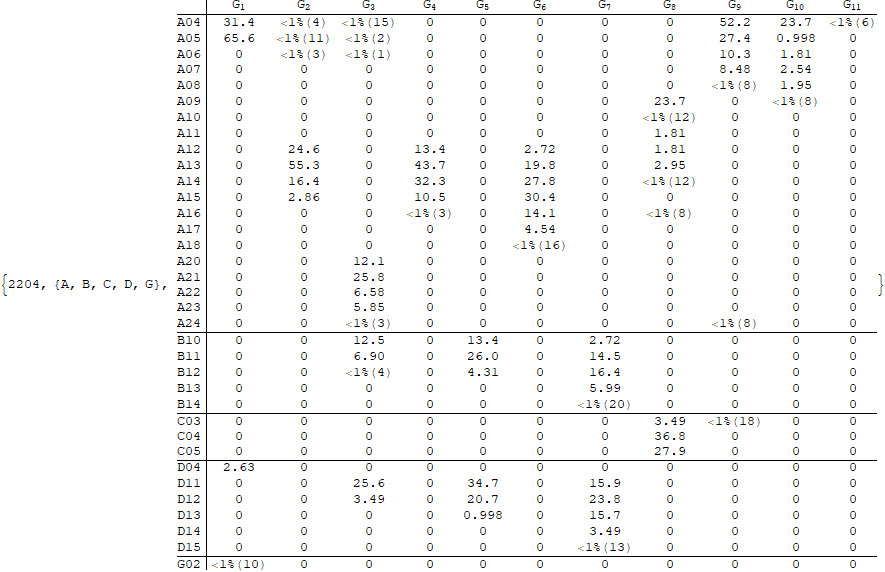 G1 G2 G3 G4 G5 G6 G7 G8 G9 G10 G11
A04 31.4 <1%(4) <1%(15) 0 0 0 0 0 52.2 23.7 <1%(6)
A05 65.6 <1%(11) <1%(2) 0 0 0 0 0 27.4 0.998 0
A06 0 <1%(3) <1%(1) 0 0 0 0 0 10.3 1.81 0
A07 0 0 0 0 0 0 0 0 8.48 2.54 0
A08 0 0 0 0 0 0 0 0 <1%(8) 1.95 0
A09 0 0 0 0 0 0 0 23.7 0 <1%(8) 0
A10 0 0 0 0 0 0 0 <1%(12) 0 0 0
A11 0 0 0 0 0 0 0 1.81 0 0 0
A12 0 24.6 0 13.4 0 2.72 0 1.81 0 0 0
A13 0 55.3 0 43.7 0 19.8 0 2.95 0 0 0
A14 0 16.4 0 32.3 0 27.8 0 <1%(12) 0 0 0
A15 0 2.86 0 10.5 0 30.4 0 0 0 0 0
A16 0 0 0 <1%(3) 0 14.1 0 <1%(8) 0 0 0
A17 0 0 0 0 0 4.54 0 0 0 0 0
A18 0 0 0 0 0 <1%(16) 0 0 0 0 0
A20 0 0 12.1 0 0 0 0 0 0 0 0
A21 0 0 25.8 0 0 0 0 0 0 0 0
{2204, {A, B, C, D, G}, A22 0 0 6.58 0 0 0 0 0 0 0 0 }
A23 0 0 5.85 0 0 0 0 0 0 0 0
A24 0 0 <1%(3) 0 0 0 0 0 <1%(8) 0 0
B10 0 0 12.5 0 13.4 0 2.72 0 0 0 0
B11 0 0 6.90 0 26.0 0 14.5 0 0 0 0
B12 0 0 <1%(4) 0 4.31 0 16.4 0 0 0 0
B13 0 0 0 0 0 0 5.99 0 0 0 0
B14 0 0 0 0 0 0 <1%(20) 0 0 0 0
C03 0 0 0 0 0 0 0 3.49 <1%(18) 0 0
C04 0 0 0 0 0 0 0 36.8 0 0 0
C05 0 0 0 0 0 0 0 27.9 0 0 0
D04 2.63 0 0 0 0 0 0 0 0 0 0
D11 0 0 25.6 0 34.7 0 15.9 0 0 0 0
D12 0 0 3.49 0 20.7 0 23.8 0 0 0 0
D13 0 0 0 0 0.998 0 15.7 0 0 0 0
D14 0 0 0 0 0 0 3.49 0 0 0 0
D15 0 0 0 0 0 0 <1%(13) 0 0 0 0
G02 <1%(10) 0 0 0 0 0 0 0 0 0 0